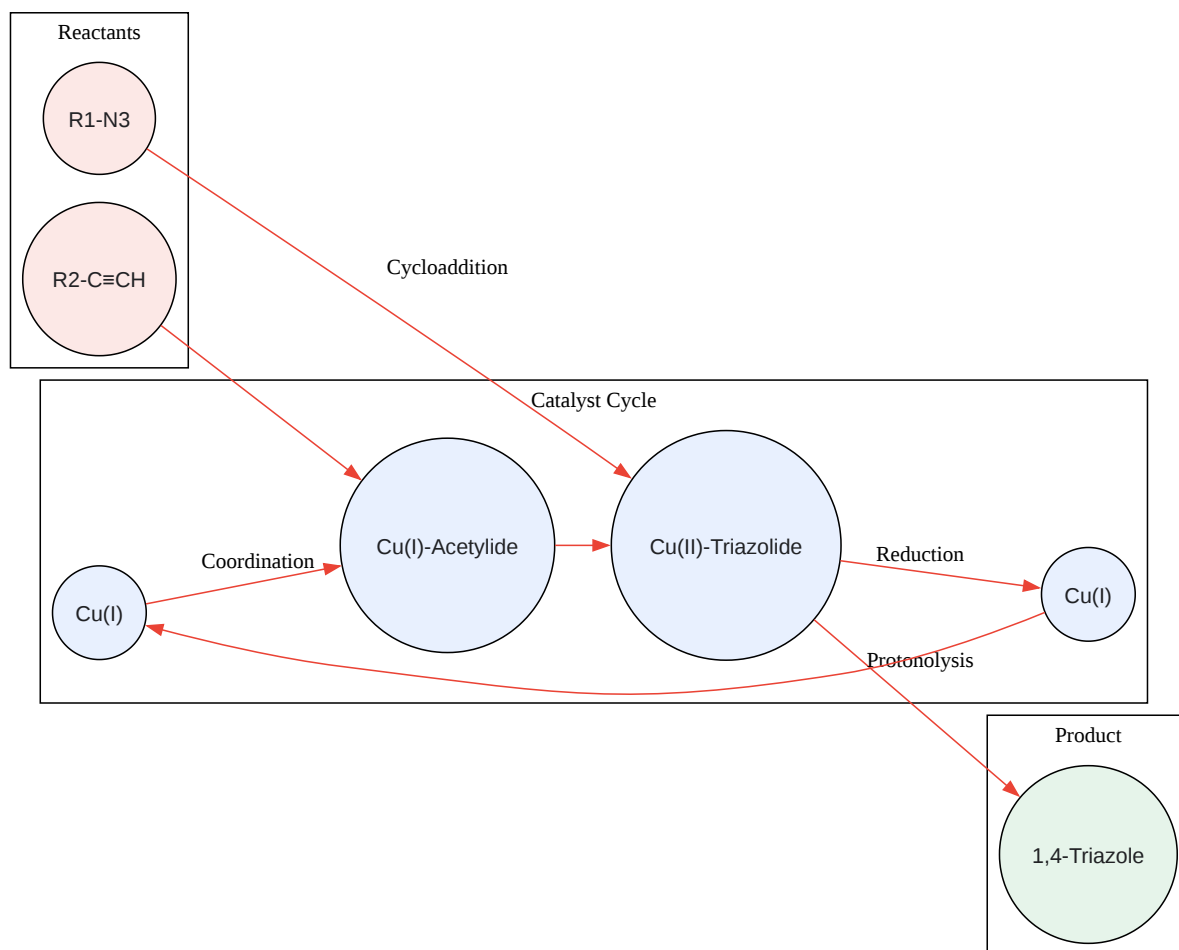 Reactants
R1-N3
R2-C≡CH
Cycloaddition
Catalyst Cycle
Cu(I)-Acetylide
Cu(II)-Triazolide
Coordination
Reduction
Cu(I)
Cu(I)
Protonolysis
Product
1,4-Triazole